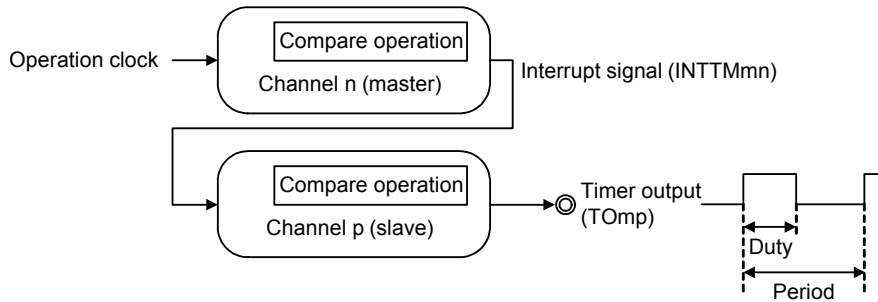 Operation clock
Compare operation
Channel n (master)
Interrupt signal (INTTMmn)
Compare operation
Channel p (slave)
Timer output
(TOmp)
Duty
Period